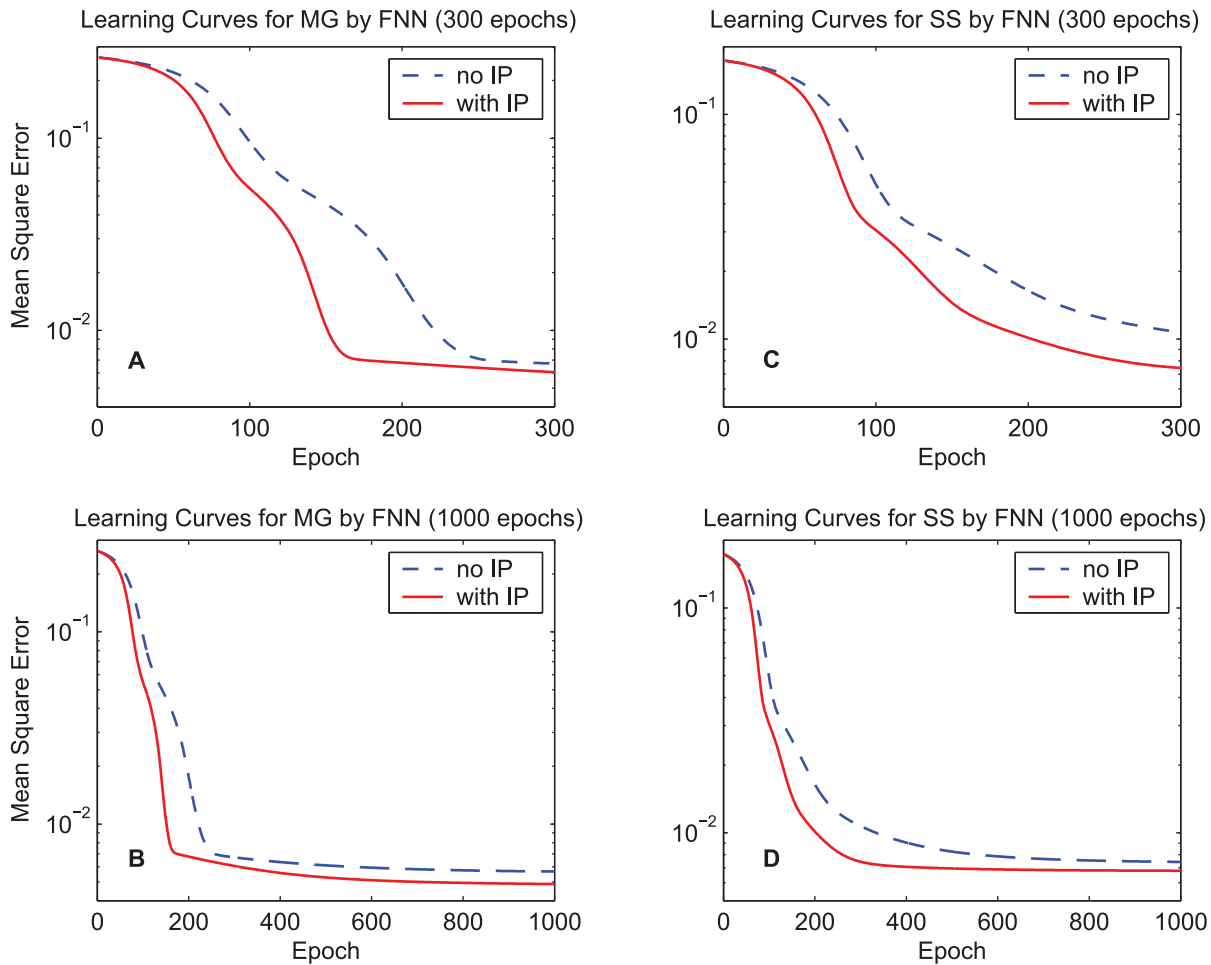 Learning Curves for MG by FNN (300 epochs)
no IP
with IP
10⁻¹
10⁻²
Mean Square Error
A
0 100 200 300
Epoch
Learning Curves for SS by FNN (300 epochs)
no IP
with IP
10⁻¹
10⁻²
C
0 100 200 300
Epoch
Learning Curves for MG by FNN (1000 epochs)
no IP
with IP
10⁻¹
10⁻²
Mean Square Error
B
0 200 400 600 800 1000
Epoch
Learning Curves for SS by FNN (1000 epochs)
no IP
with IP
10⁻¹
10⁻²
D
0 200 400 600 800 1000
Epoch